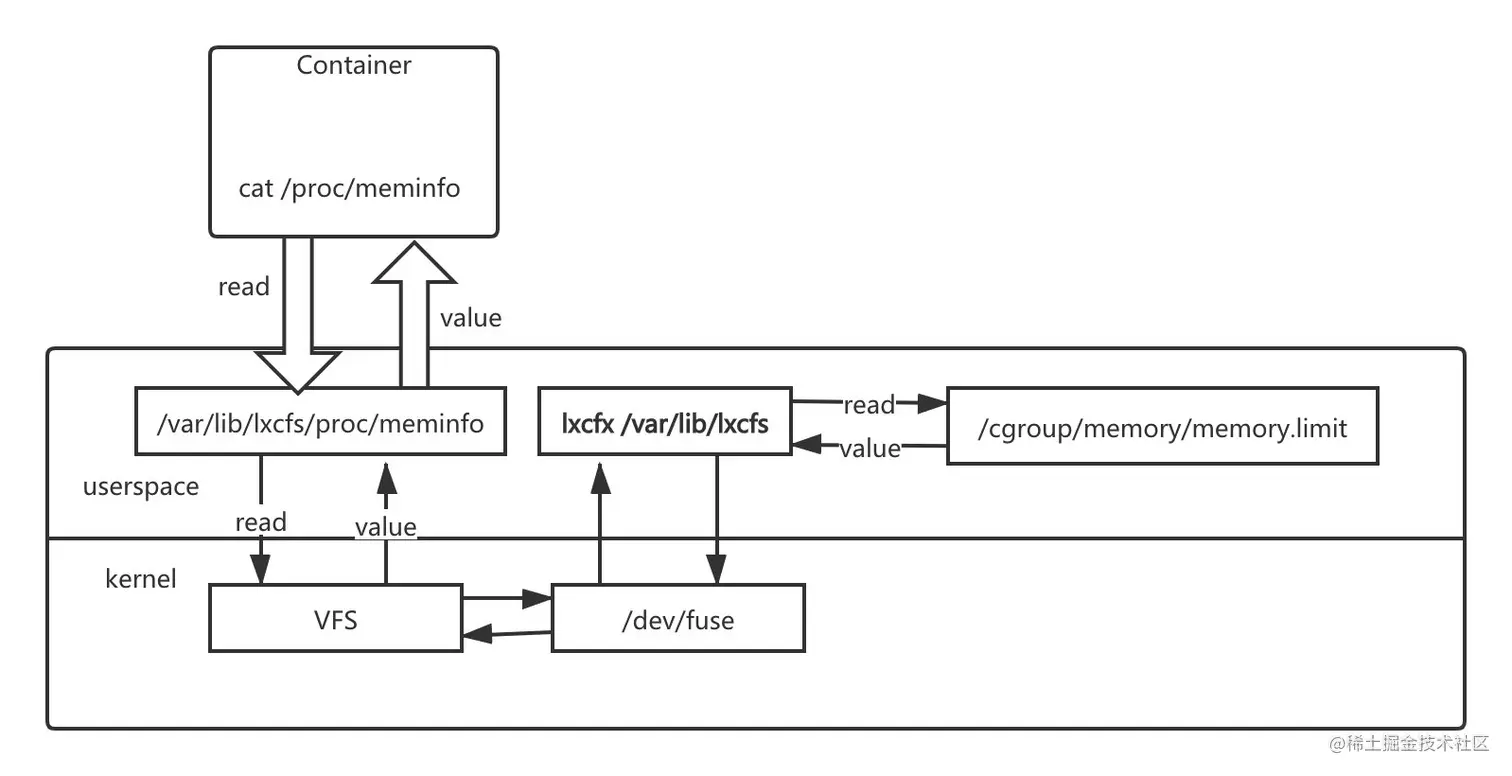 Container
cat /proc/meminfo
read
value
/var/lib/lxcfs/proc/meminfo
lxcfx /var/lib/lxcfs
read
value
/cgroup/memory/memory.limit
userspace
read
value
kernel
VFS
/dev/fuse
@稀土掘金技术社区